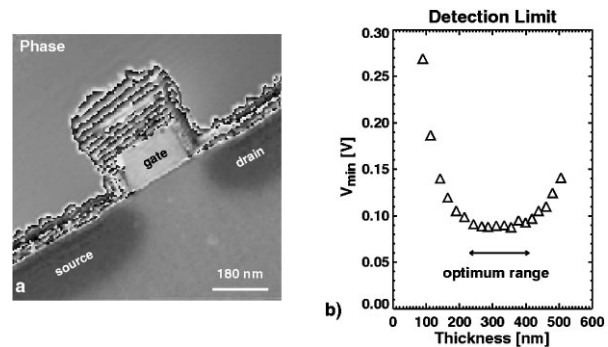 Phase
gate
drain
source
180 nm
a
Detection Limit
0.30
0.25
0.20
0.15
0.10
0.05
0.00
V min [V]
optimum range
0 100 200 300 400 500 600
Thickness [nm]
b)